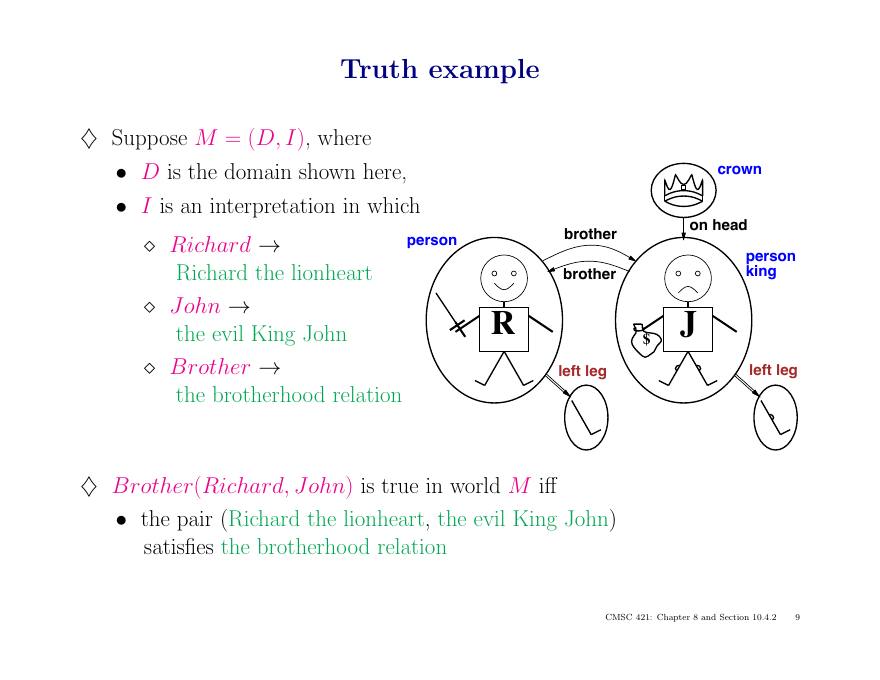 Truth example
♢ Suppose M = (D, I), where
• D is the domain shown here,
• I is an interpretation in which
⋄ Richard →
Richard the lionheart
⋄ John →
the evil King John
⋄ Brother →
the brotherhood relation
crown
on head
person
brother
brother
person
king
R
J
$
left leg
left leg
♢ Brother(Richard, John) is true in world M iff
• the pair (Richard the lionheart, the evil King John)
satisfies the brotherhood relation
CMSC 421: Chapter 8 and Section 10.4.2 9